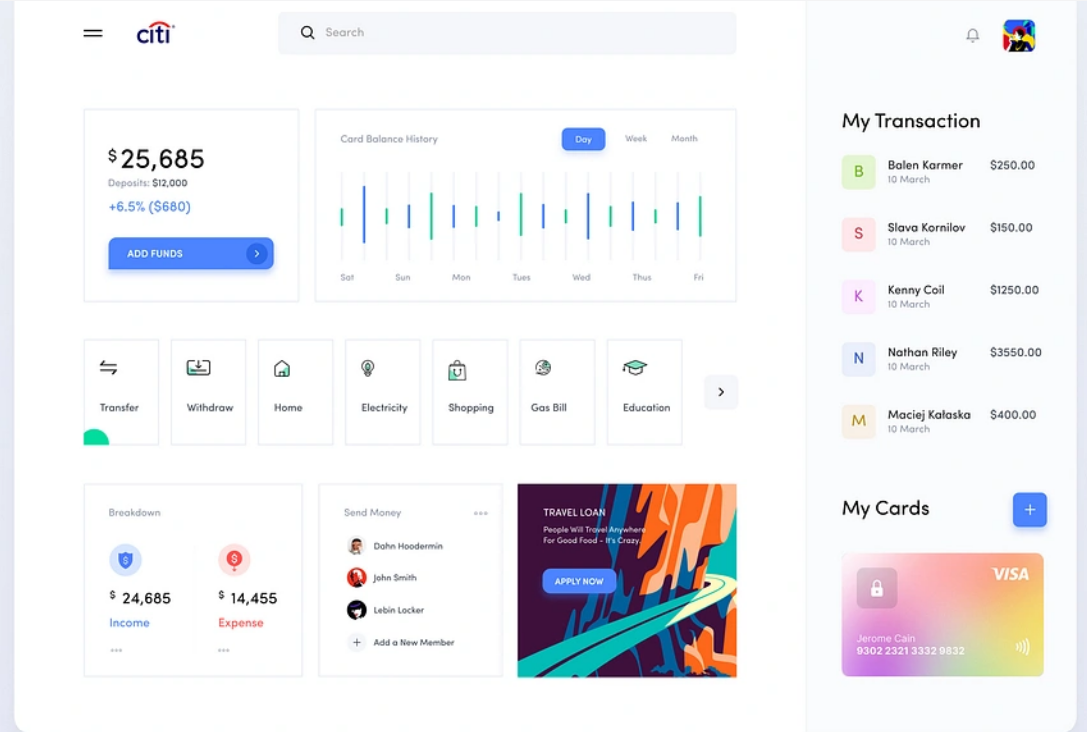 citi
Search
$25,685
Deposits: $12,000
+6.5% ($680)
ADD FUNDS
Card Balance History
Day Week Month
Sat Sun Mon Tues Wed Thus Fri
Transfer
Withdraw
Home
Electricity
Shopping
Gas Bill
Education
Breakdown
$ 24,685
Income
$ 14,455
Expense
Send Money
Dahn Hoodermin
John Smith
Lebin Locker
Add a New Member
TRAVEL LOAN
People Will Travel Anywhere
For Good Food - It's Crazy.
APPLY NOW
My Transaction
B
Balen Karmer $250.00
10 March
S
Slava Kornilov $150.00
10 March
K
Kenny Coil $1250.00
10 March
N
Nathan Riley $3550.00
10 March
M
Maciej Kałaska $400.00
10 March
My Cards
VISA
Jerome Cain
9302 2321 3332 9832